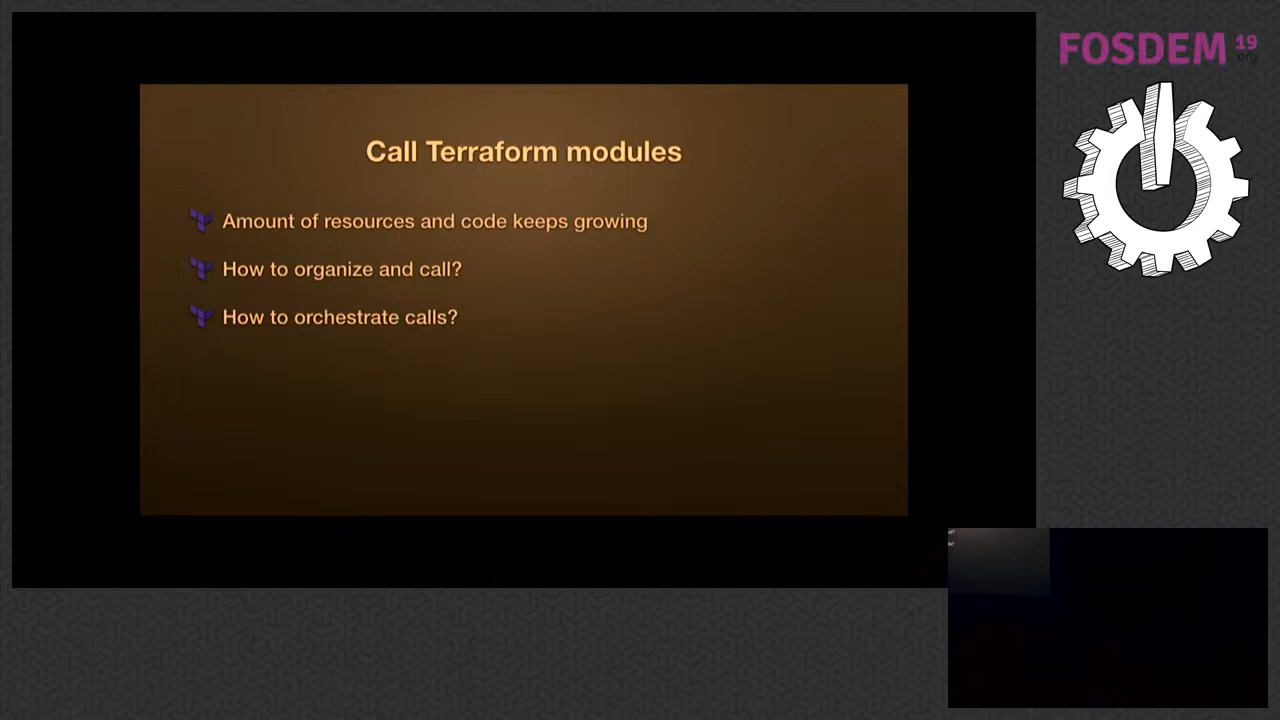 FOSDEM 19
.org
Call Terraform modules
Amount of resources and code keeps growing
How to organize and call?
How to orchestrate calls?